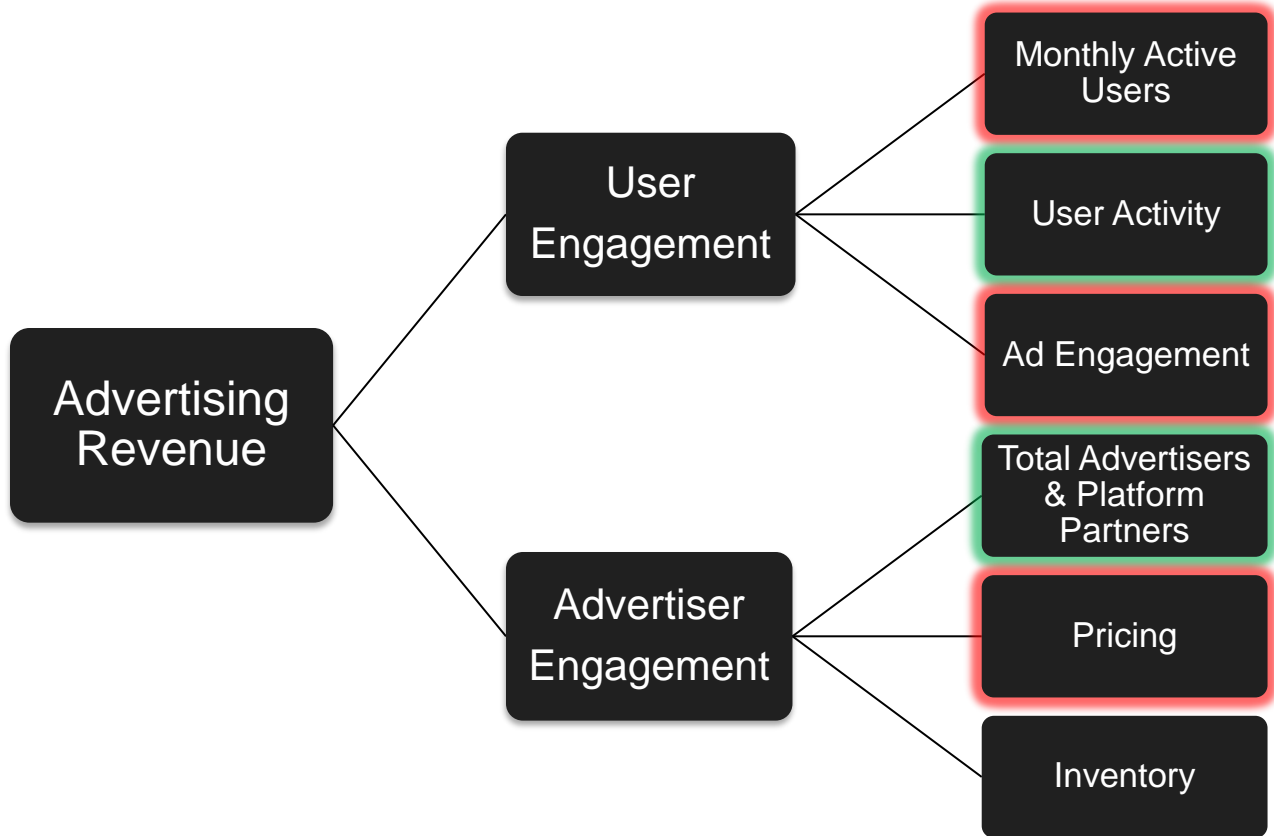 Monthly Active
Users
User
Engagement
User Activity
Ad Engagement
Advertising
Revenue
Total Advertisers
& Platform
Partners
Advertiser
Engagement
Pricing
Inventory